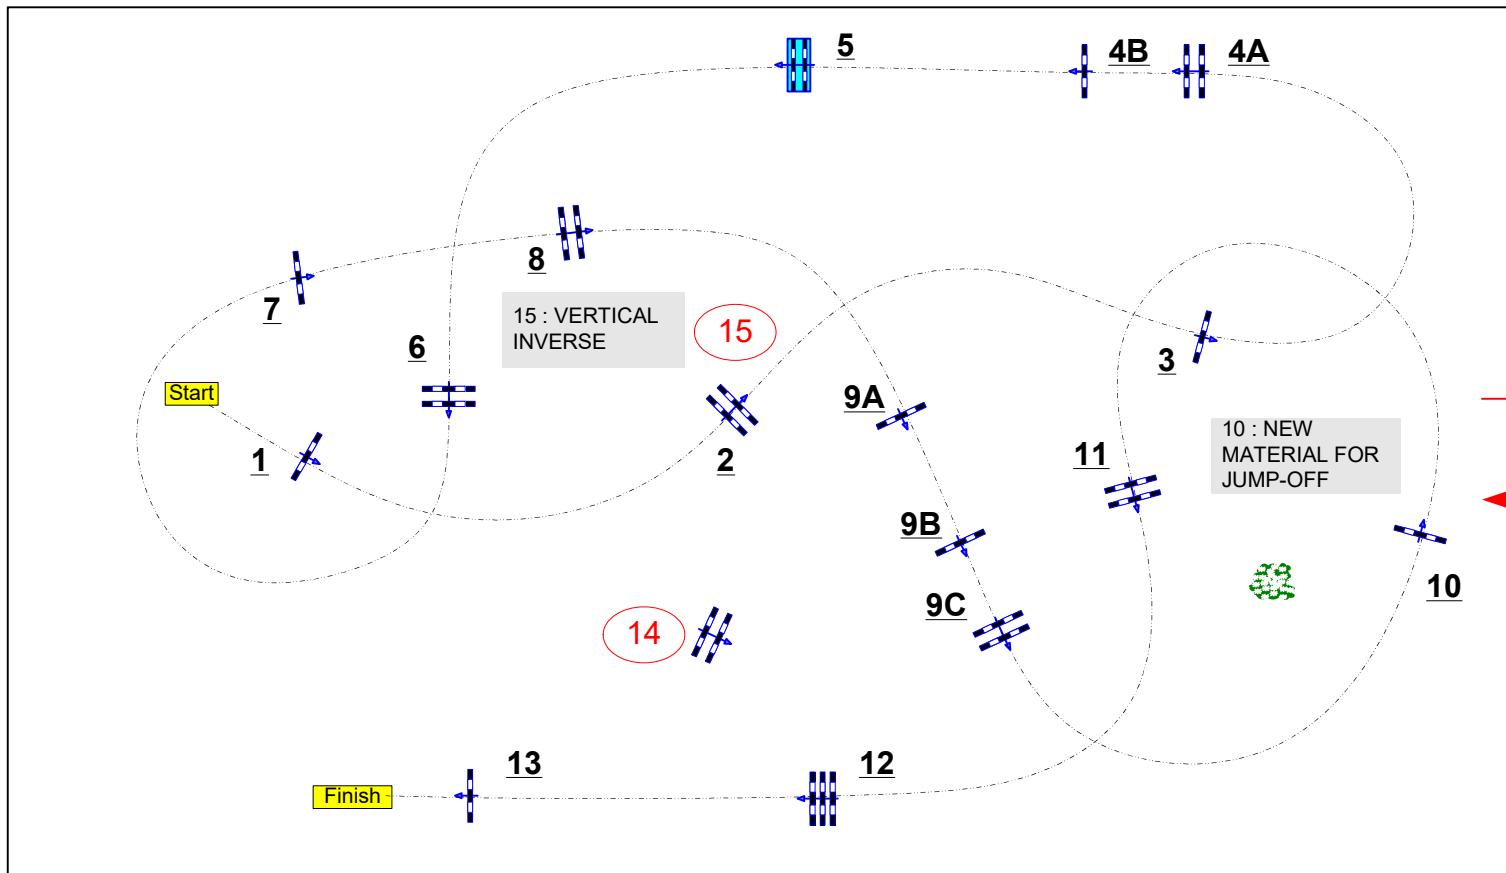 5
4B
4A
8
7
15 : VERTICAL
INVERSE
15
6
3
Start
9A
1
2
11
10 : NEW
MATERIAL FOR
JUMP-OFF
9B
10
9C
14
13
12
Finish